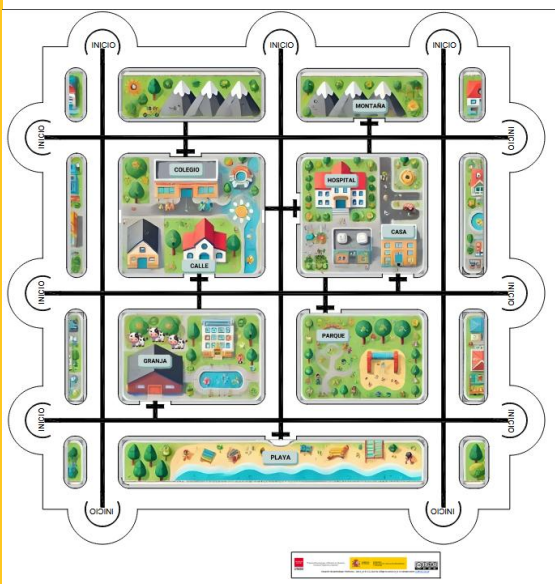 INICIO
INICIO
INICIO
MONTAÑA
INICIO
INICIO
COLEGIO
HOSPITAL
CASA
CALLE
INICIO
INICIO
PARQUE
GRANJA
INICIO
INICIO
PLAYA
INICIO
INICIO